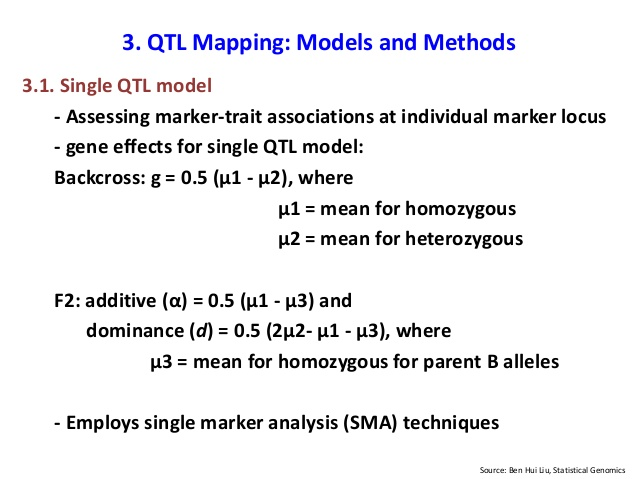 3. QTL Mapping: Models and Methods
3.1. Single QTL model
- Assessing marker-trait associations at individual marker locus
- gene effects for single QTL model:
Backcross: g = 0.5 (μ1 - μ2), where
μ1 = mean for homozygous
μ2 = mean for heterozygous
F2: additive (α) = 0.5 (μ1 - μ3) and
dominance (d) = 0.5 (2μ2- μ1 - μ3), where
μ3 = mean for homozygous for parent B alleles
- Employs single marker analysis (SMA) techniques
Source: Ben Hui Liu, Statistical Genomics